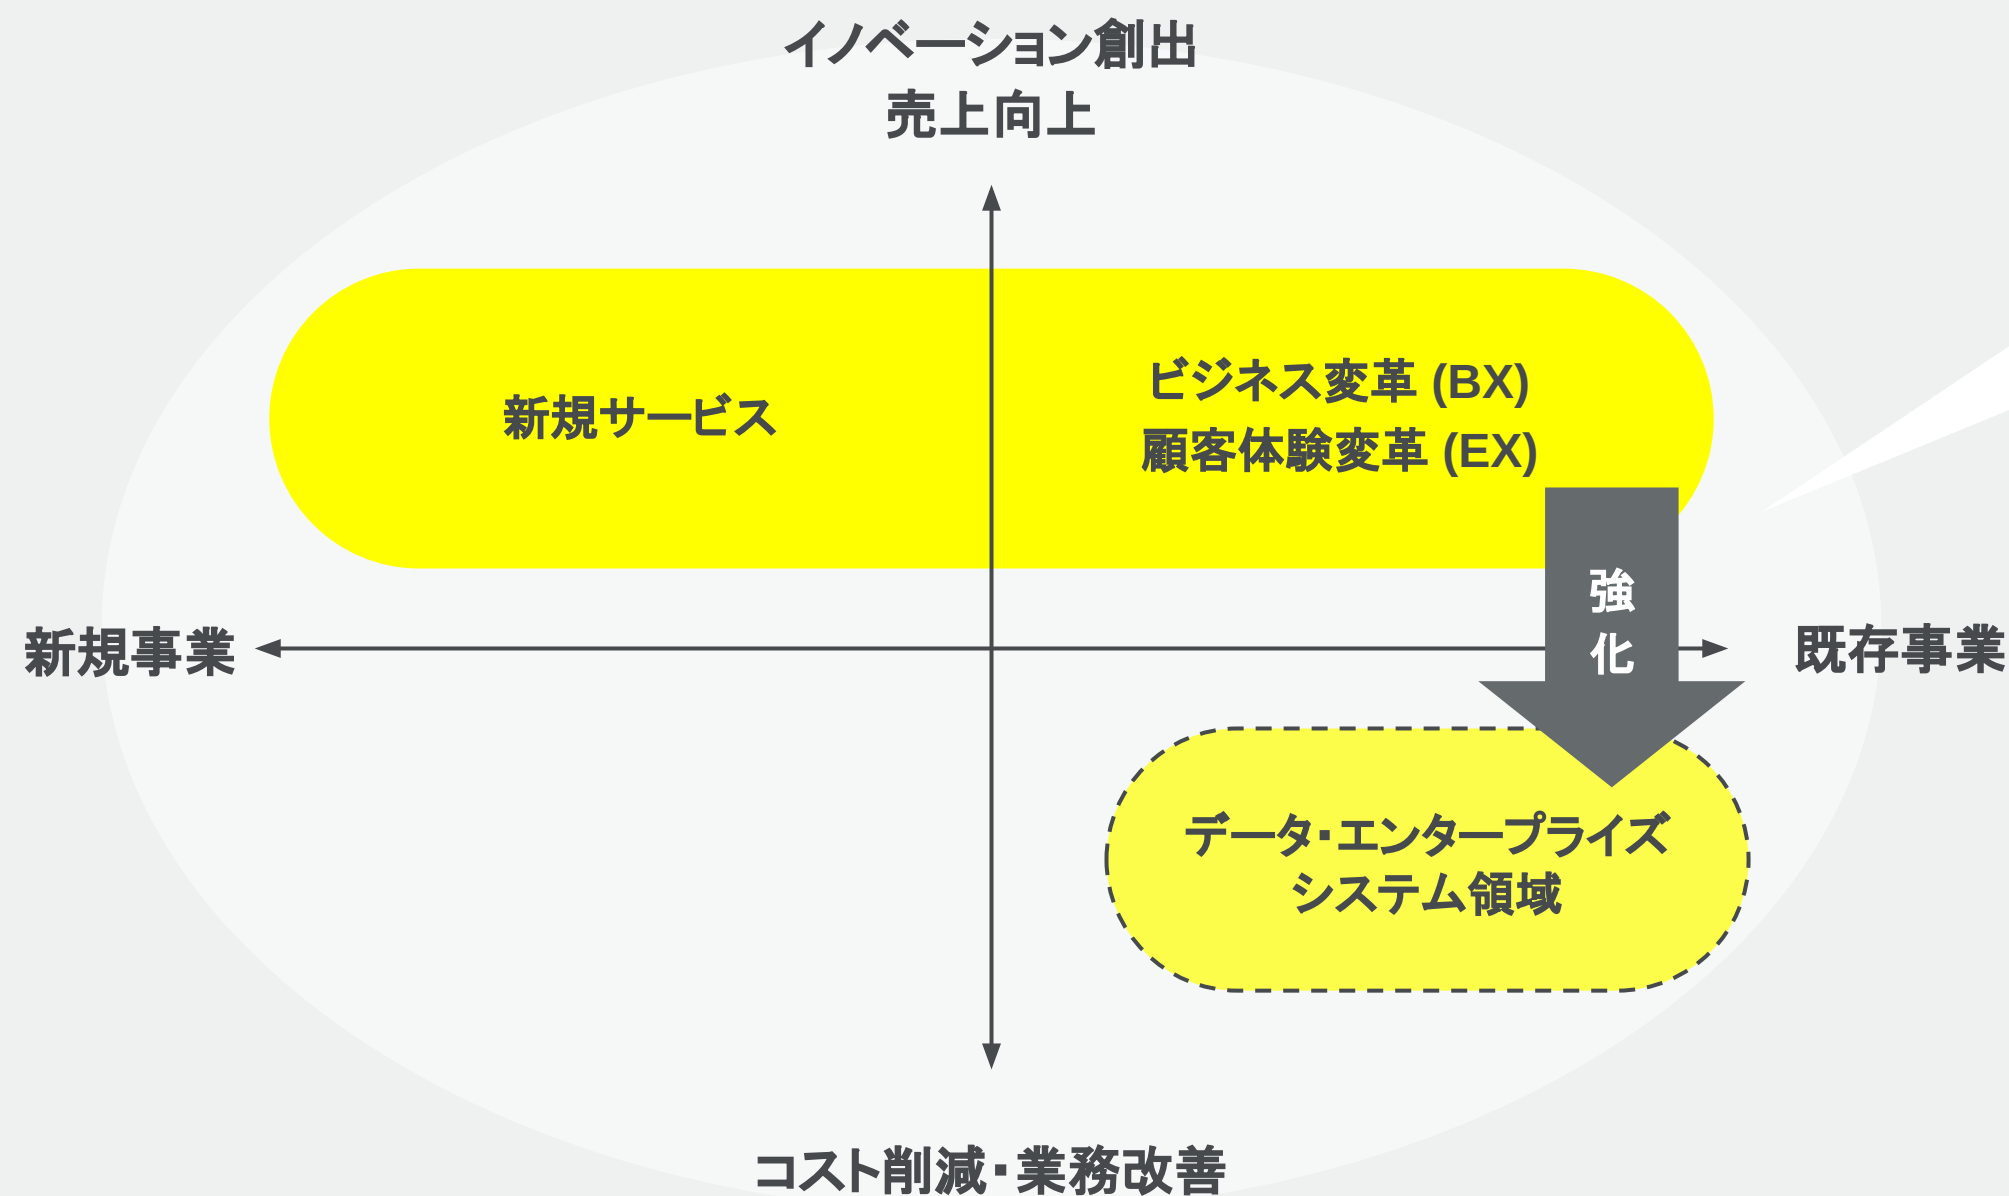 イノベーション創出
売上向上
新規サービス
ビジネス変革 (BX)
顧客体験変革 (EX)
強
化
新規事業
既存事業
データ・エンタープライズ
システム領域
コスト削減・業務改善